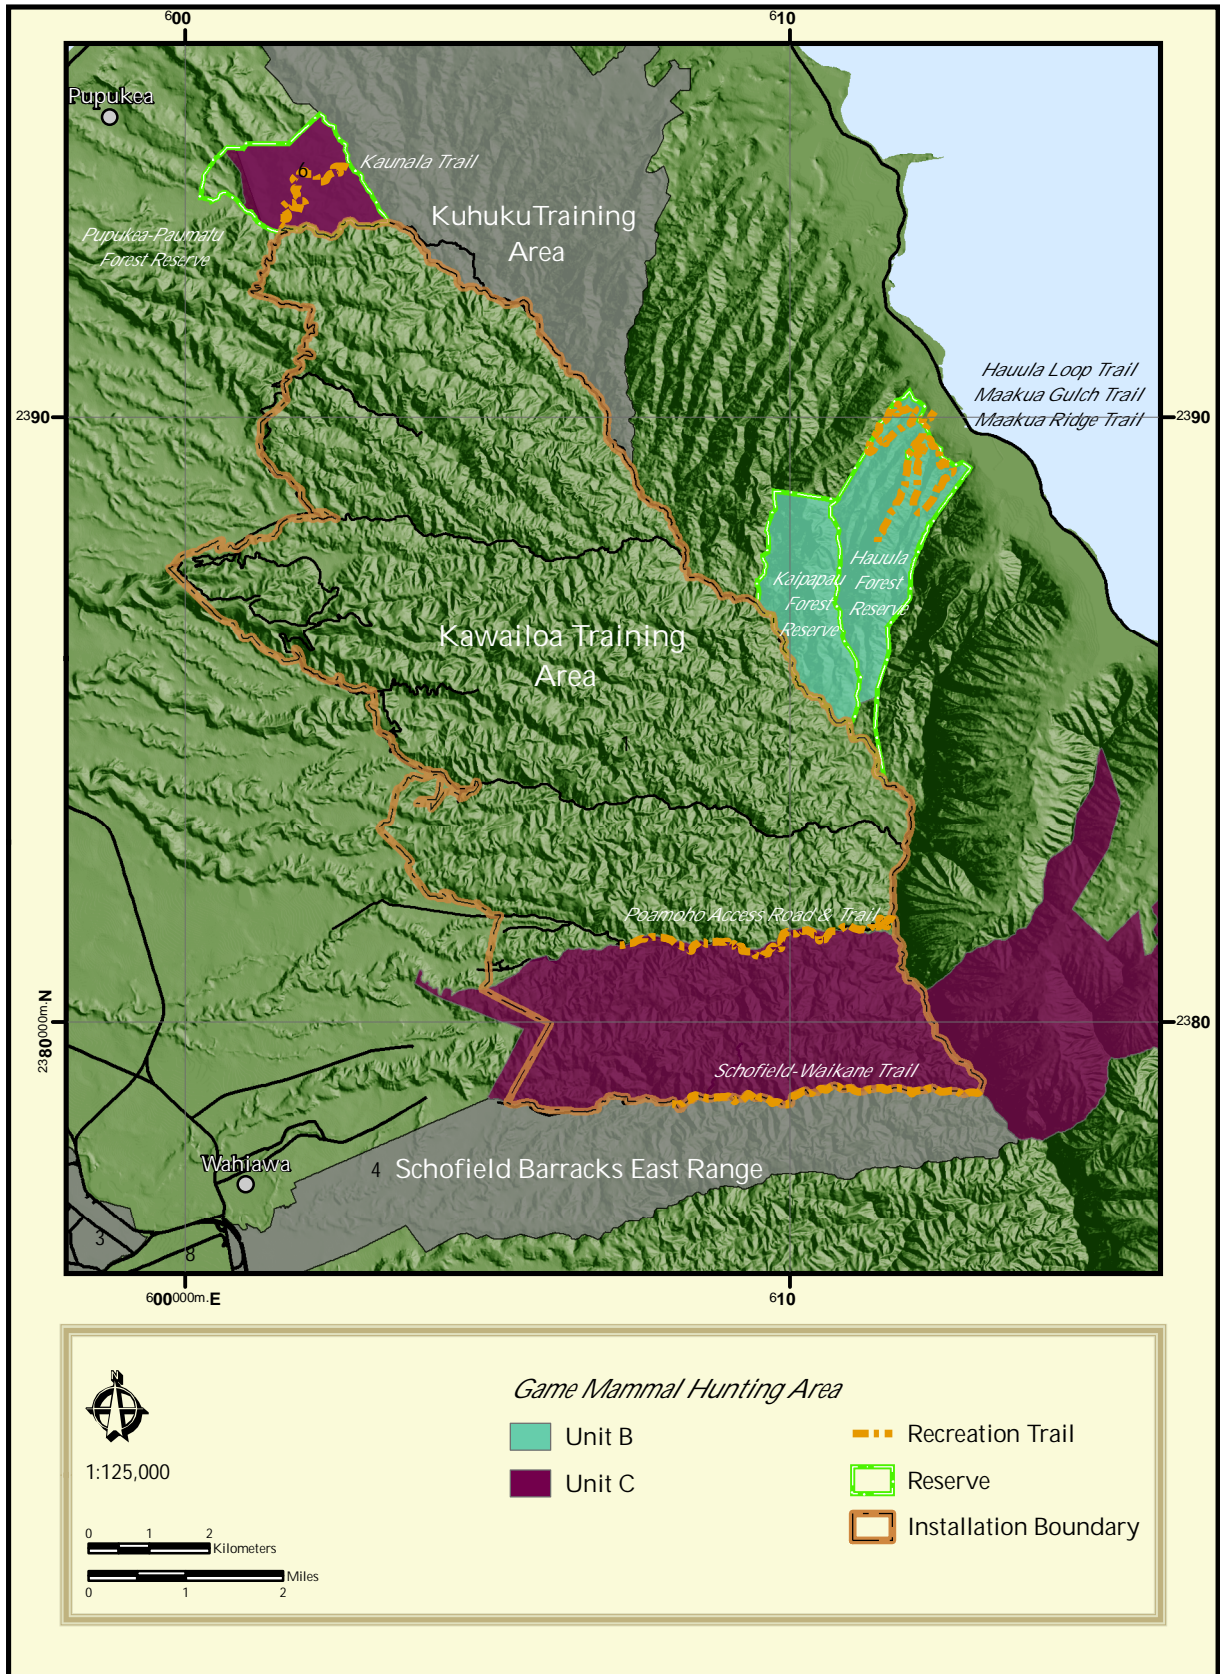 600
610
Pupukea
6
Kaunala Trail
KuhukuTraining
Area
Pupukea-Paumalu
Forest Reserve
Hauula Loop Trail
Maakua Gulch Trail
Maakua Ridge Trail
2390
2390
Hauula
Forest
Reserve
Kaipapau
Forest
Reserve
Kawailoa Training
Area
1
Poamoho Access Road & Trail
2380000m.N
2380
Schofield-Waikane Trail
Wahiawa
4
Schofield Barracks East Range
3
8
600000m.E
610
N
1:125,000
0 1 2
Kilometers
Miles
0 1 2
Game Mammal Hunting Area
Unit B
Unit C
Recreation Trail
Reserve
Installation Boundary